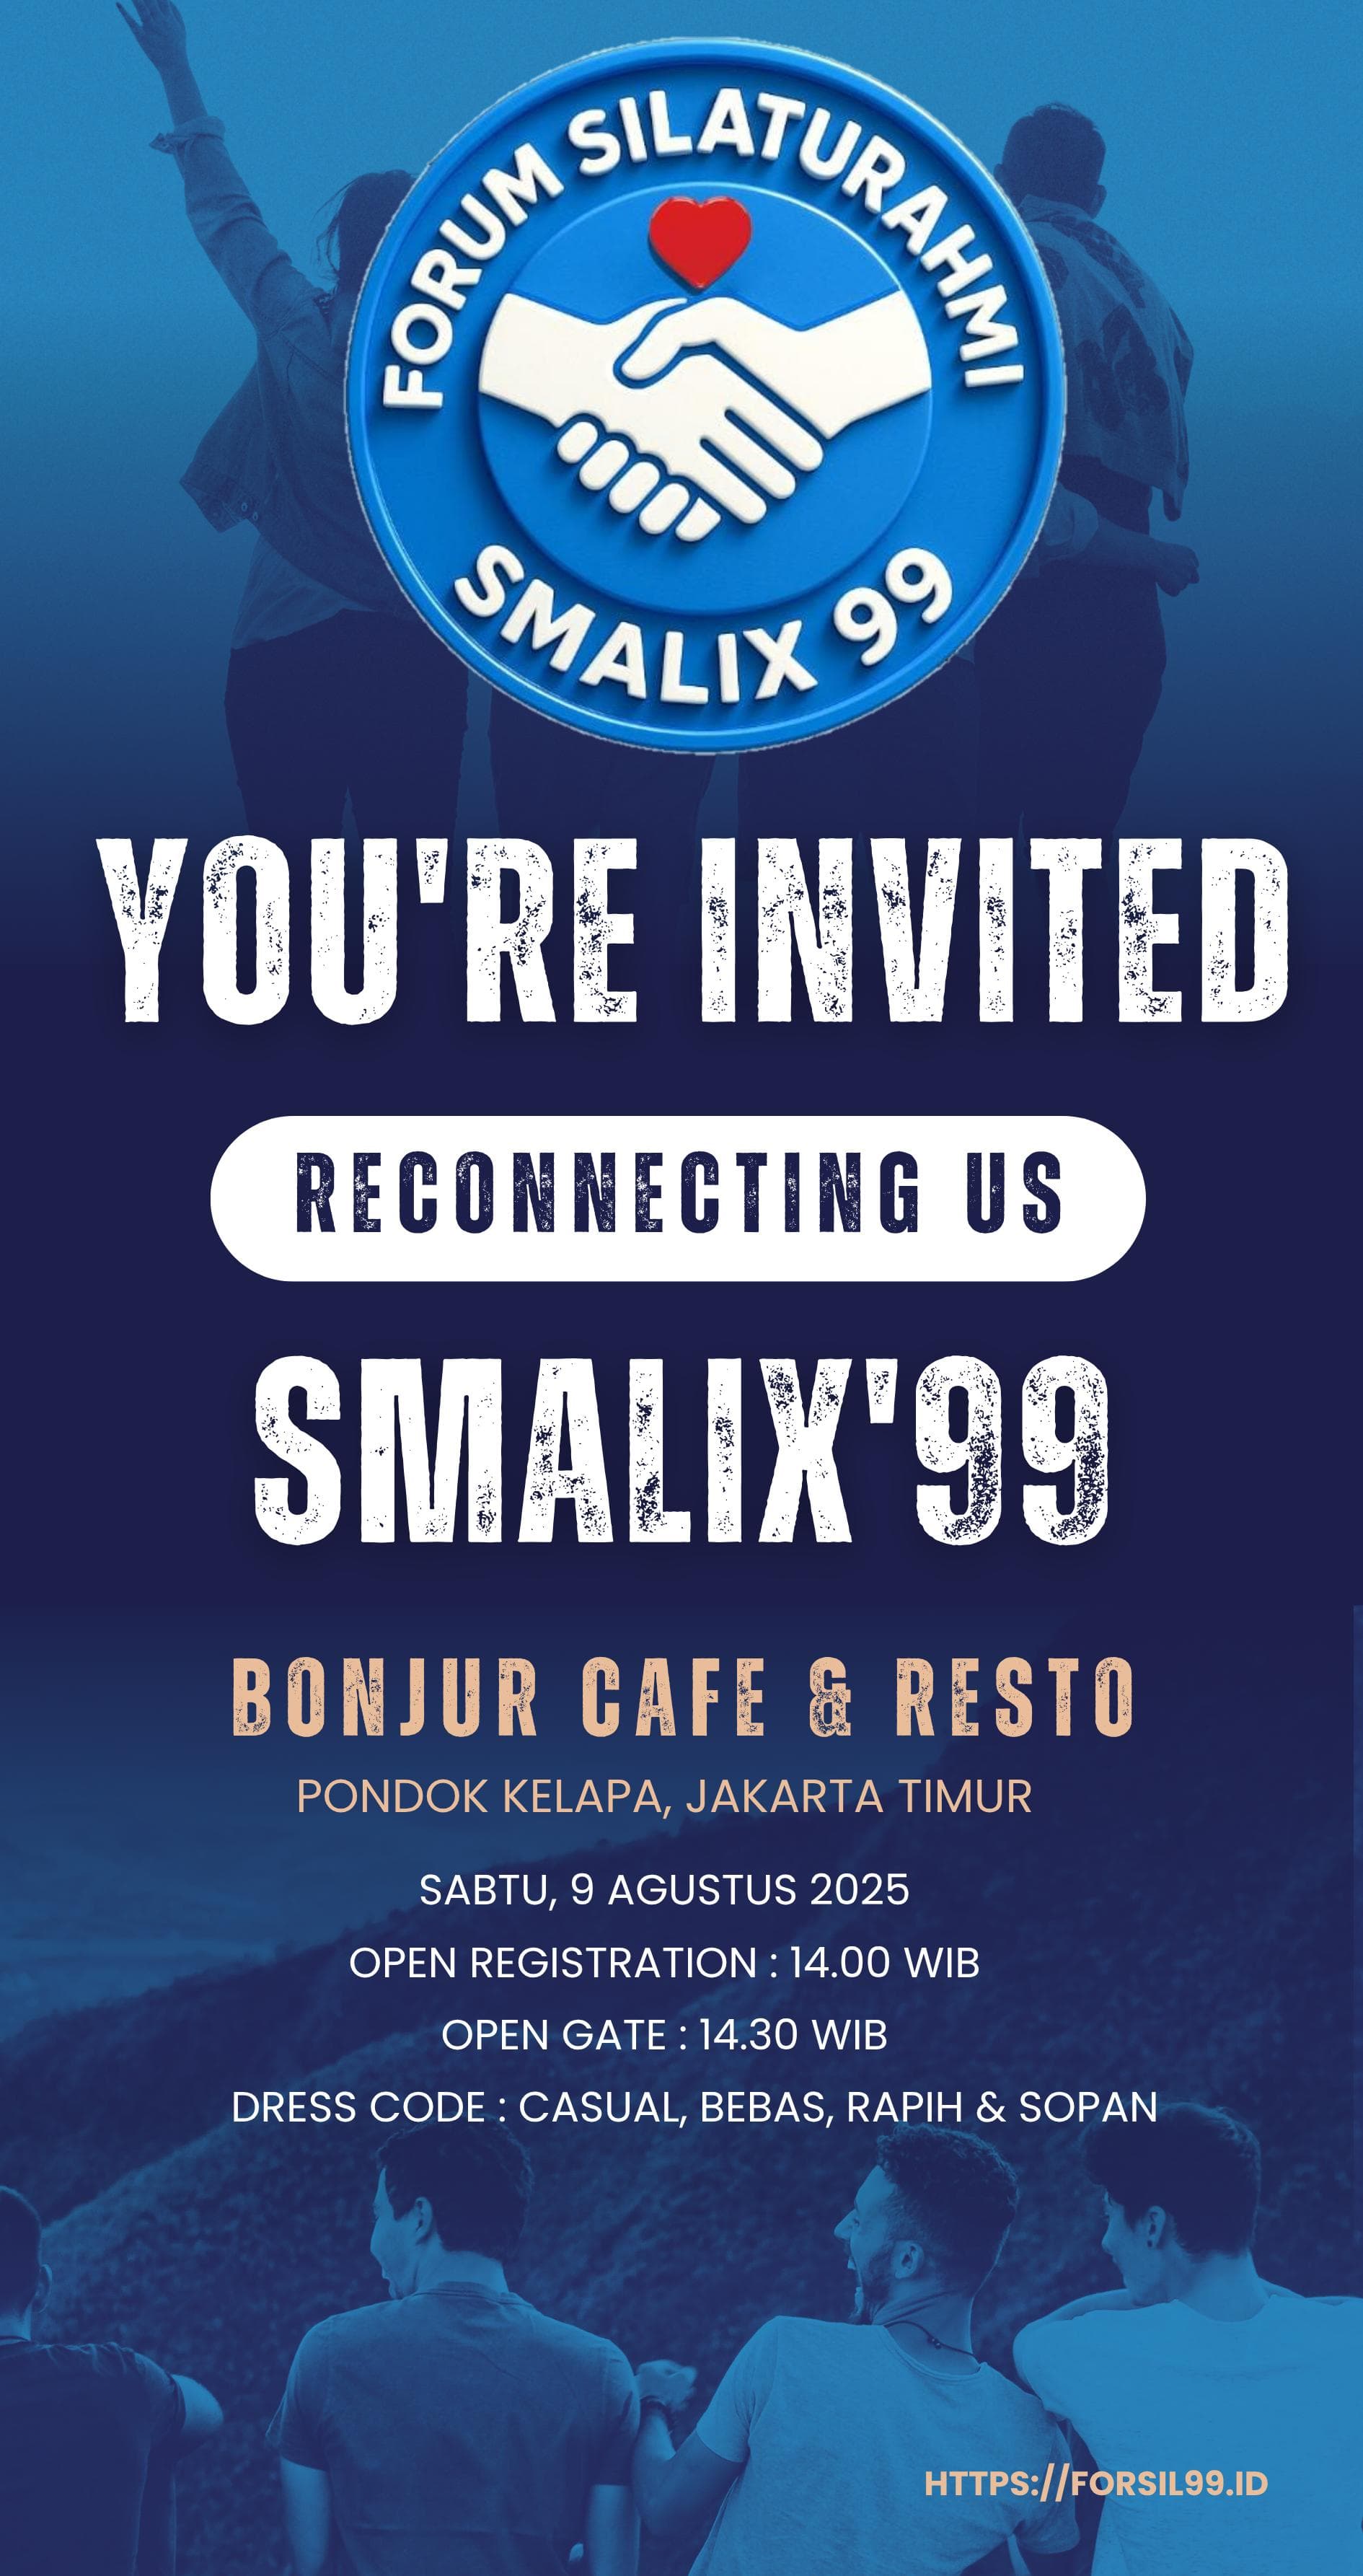 FORUM SILATURAHMI
SMALIX 99
YOU'RE INVITED
RECONNECTING US
SMALIX'99
BONJUR CAFE & RESTO
PONDOK KELAPA, JAKARTA TIMUR
SABTU, 9 AGUSTUS 2025
OPEN REGISTRATION : 14.00 WIB
OPEN GATE : 14.30 WIB
DRESS CODE : CASUAL, BEBAS, RAPIH & SOPAN
HTTPS://FORSIL99.ID